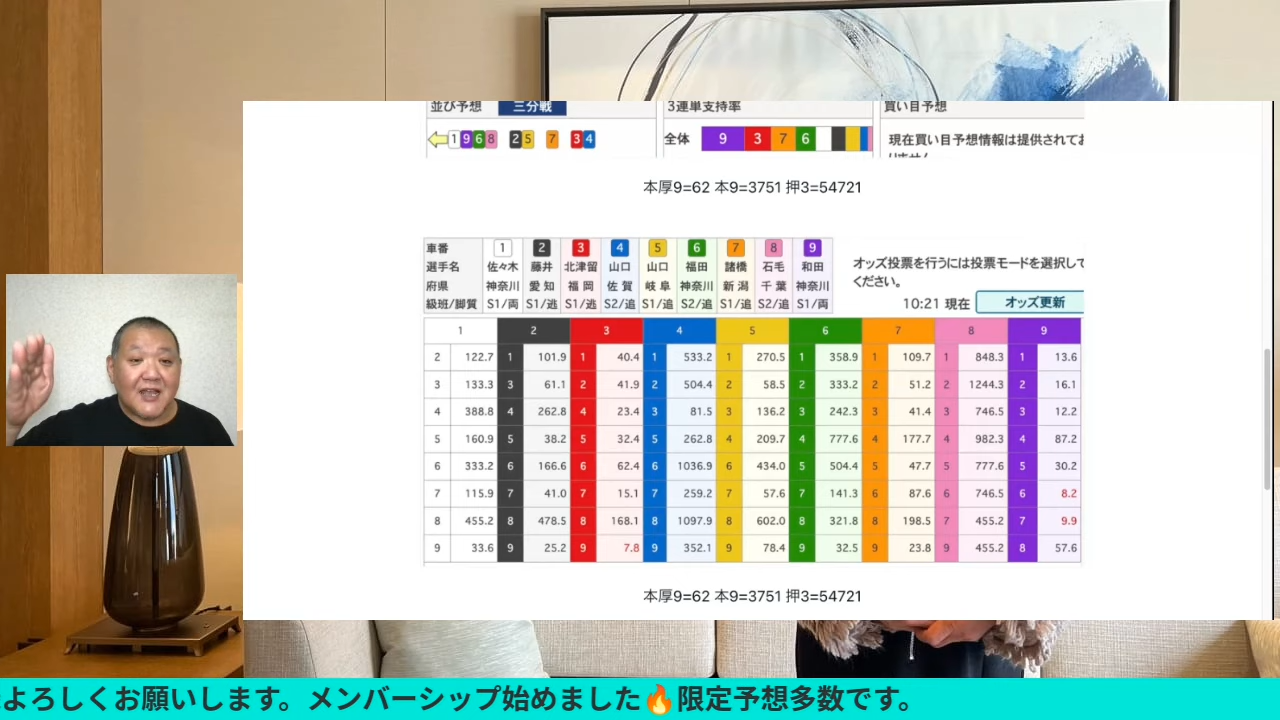 並び予想 三分戦
1 9 6 8 2 5 7 3 4
3連単支持率
全体 9 3 7 6
買い目予想
現在買い目予想情報は提供されてお
本厚9=62 本9=3751 押3=54721
車番 1 2 3 4 5 6 7 8 9
選手名 佐々木 藤井 北津留 山口 山口 福田 諸橋 石毛 和田
府県 神奈川 愛知 福岡 佐賀 岐阜 神奈川 新潟 千葉 神奈川
級班/脚質 S1/両 S1/逃 S1/逃 S2/追 S1/追 S2/追 S1/追 S2/追 S1/両
オッズ投票を行うには投票モードを選択して
ください。
10:21 現在 オッズ更新
1 2 3 4 5 6 7 8 9
2 122.7 1 101.9 1 40.4 1 533.2 1 270.5 1 358.9 1 109.7 1 848.3 1 13.6
3 133.3 3 61.1 2 41.9 2 504.4 2 58.5 2 333.2 2 51.2 2 1244.3 2 16.1
4 388.8 4 262.8 4 23.4 3 81.5 3 136.2 3 242.3 3 41.4 3 746.5 3 12.2
5 160.9 5 38.2 5 32.4 5 262.8 4 209.7 4 777.6 4 177.7 4 982.3 4 87.2
6 333.2 6 166.6 6 62.4 6 1036.9 6 434.0 5 504.4 5 47.7 5 777.6 5 30.2
7 115.9 7 41.0 7 15.1 7 259.2 7 57.6 7 141.3 6 87.6 6 746.5 6 8.2
8 455.2 8 478.5 8 168.1 8 1097.9 8 602.0 8 321.8 8 198.5 7 455.2 7 9.9
9 33.6 9 25.2 9 7.8 9 352.1 9 78.4 9 32.5 9 23.8 9 455.2 8 57.6
本厚9=62 本9=3751 押3=54721
よろしくお願いします。メンバーシップ始めました🔥限定予想多数です。